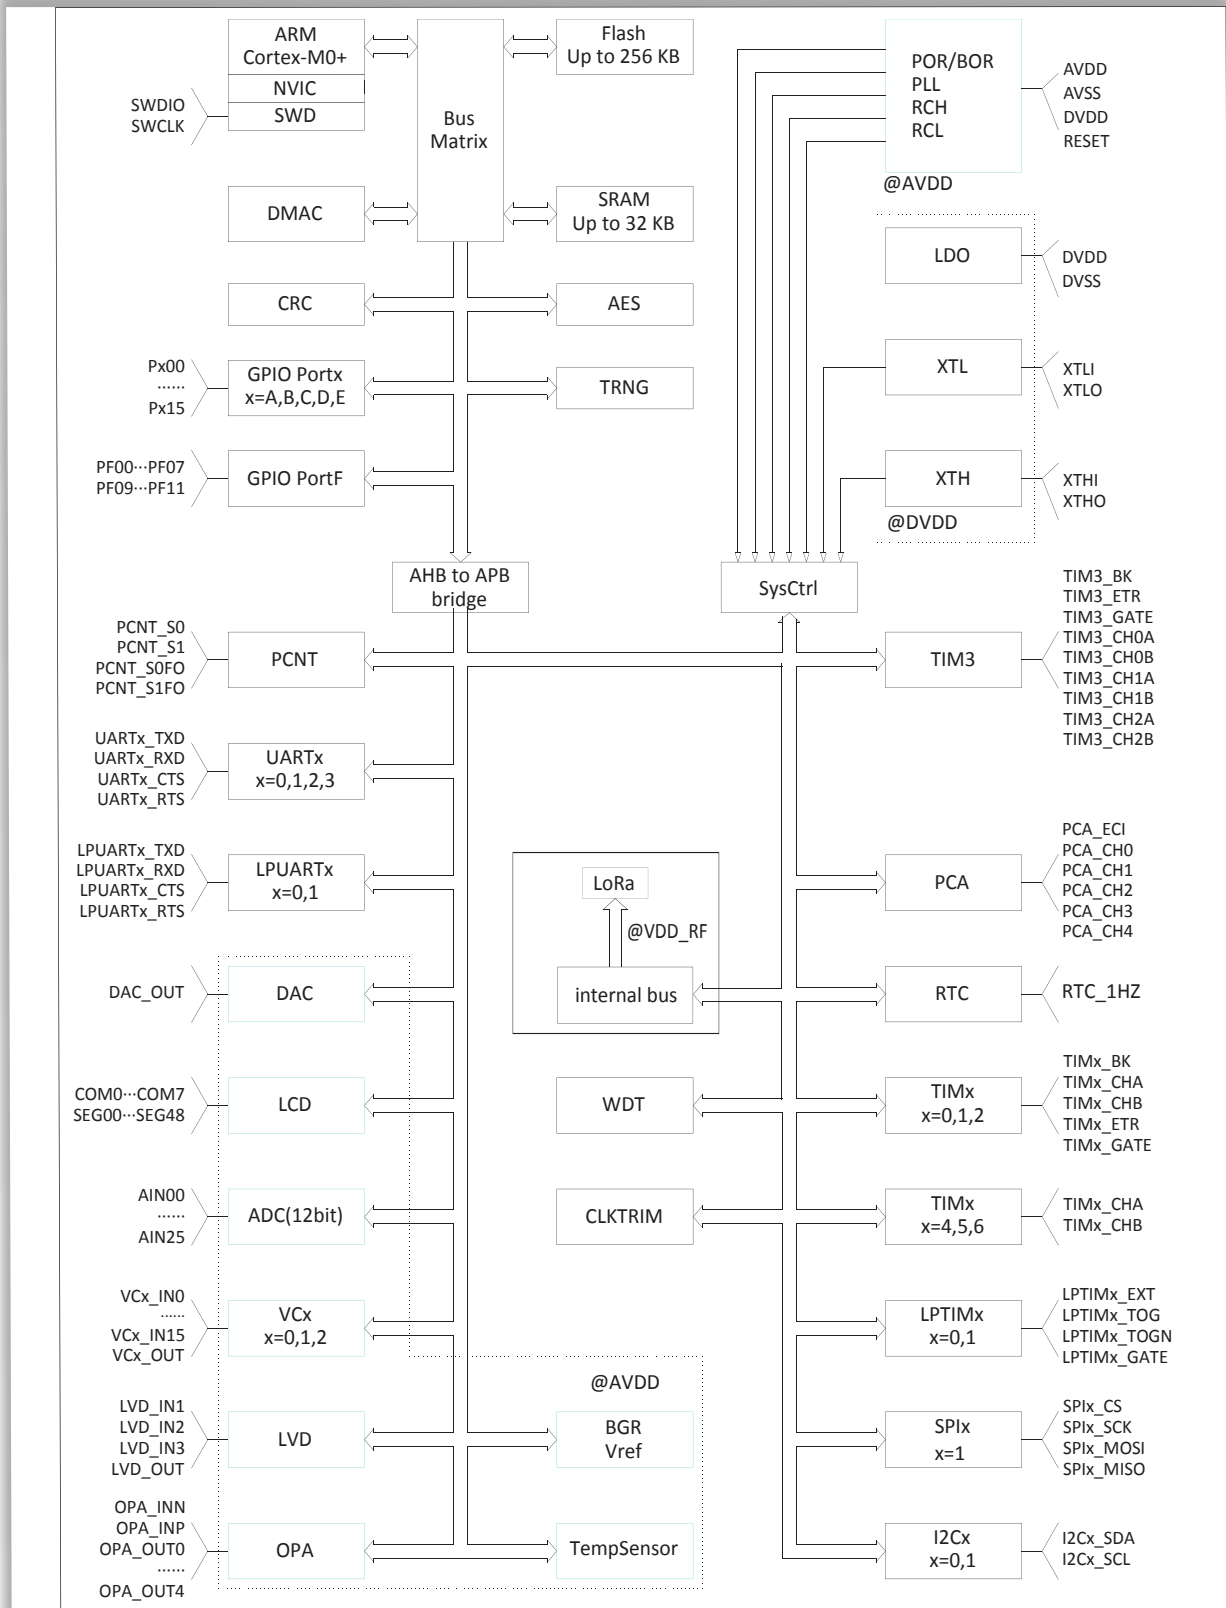 ARM
Cortex-M0+
NVIC
SWD
SWDIO
SWCLK
Bus
Matrix
Flash
Up to 256 KB
POR/BOR
PLL
RCH
RCL
@AVDD
AVDD
AVSS
DVDD
RESET
DMAC
SRAM
Up to 32 KB
LDO
DVDD
DVSS
CRC
AES
Px00
......
Px15
GPIO Portx
x=A,B,C,D,E
TRNG
XTL
XTLI
XTLO
PF00···PF07
PF09···PF11
GPIO PortF
XTH
@DVDD
XTHI
XTHO
AHB to APB
bridge
SysCtrl
PCNT_S0
PCNT_S1
PCNT_S0FO
PCNT_S1FO
PCNT
TIM3
TIM3_BK
TIM3_ETR
TIM3_GATE
TIM3_CH0A
TIM3_CH0B
TIM3_CH1A
TIM3_CH1B
TIM3_CH2A
TIM3_CH2B
UARTx_TXD
UARTx_RXD
UARTx_CTS
UARTx_RTS
UARTx
x=0,1,2,3
LPUARTx_TXD
LPUARTx_RXD
LPUARTx_CTS
LPUARTx_RTS
LPUARTx
x=0,1
LoRa
@VDD_RF
internal bus
PCA
PCA_ECI
PCA_CH0
PCA_CH1
PCA_CH2
PCA_CH3
PCA_CH4
DAC_OUT
DAC
RTC
RTC_1HZ
COM0···COM7
SEG00···SEG48
LCD
WDT
TIMx
x=0,1,2
TIMx_BK
TIMx_CHA
TIMx_CHB
TIMx_ETR
TIMx_GATE
AIN00
......
AIN25
ADC(12bit)
CLKTRIM
TIMx
x=4,5,6
TIMx_CHA
TIMx_CHB
VCx_IN0
......
VCx_IN15
VCx_OUT
VCx
x=0,1,2
LPTIMx
x=0,1
LPTIMx_EXT
LPTIMx_TOG
LPTIMx_TOGN
LPTIMx_GATE
@AVDD
LVD_IN1
LVD_IN2
LVD_IN3
LVD_OUT
LVD
BGR
Vref
SPIx
x=1
SPIx_CS
SPIx_SCK
SPIx_MOSI
SPIx_MISO
OPA_INN
OPA_INP
OPA_OUT0
......
OPA_OUT4
OPA
TempSensor
I2Cx
x=0,1
I2Cx_SDA
I2Cx_SCL